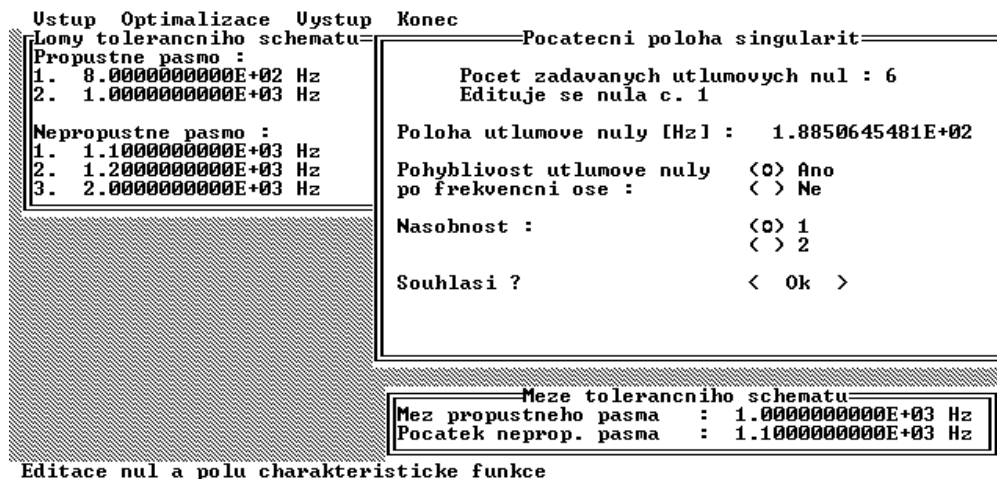 Vstup Optimalizace Vystup Konec
Lomy tolerancniho schematu
Propustne pasmo :
1. 8.0000000000E+02 Hz
2. 1.0000000000E+03 Hz
Nepropustne pasmo :
1. 1.1000000000E+03 Hz
2. 1.2000000000E+03 Hz
3. 2.0000000000E+03 Hz
Pocatecni poloha singularit
Pocet zadavanych utlumovych nul : 6
Edituje se nula c. 1
Poloha utlumove nuly [Hz] : 1.8850645481E+02
Pohyblivost utlumove nuly (o) Ano
po frekvencni ose : ( ) Ne
Nasobnost : (o) 1
( ) 2
Souhlasi ? < Ok >
Meze tolerancniho schematu
Mez propustneho pasma : 1.0000000000E+03 Hz
Pocatek neprop. pasma : 1.1000000000E+03 Hz
Editace nul a polu charakteristicke funkce